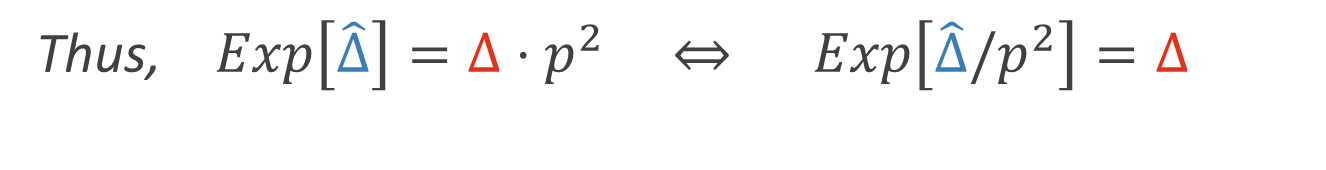 Thus, Exp[Δ̂] = Δ · p² ⇔ Exp[Δ̂/p²] = Δ